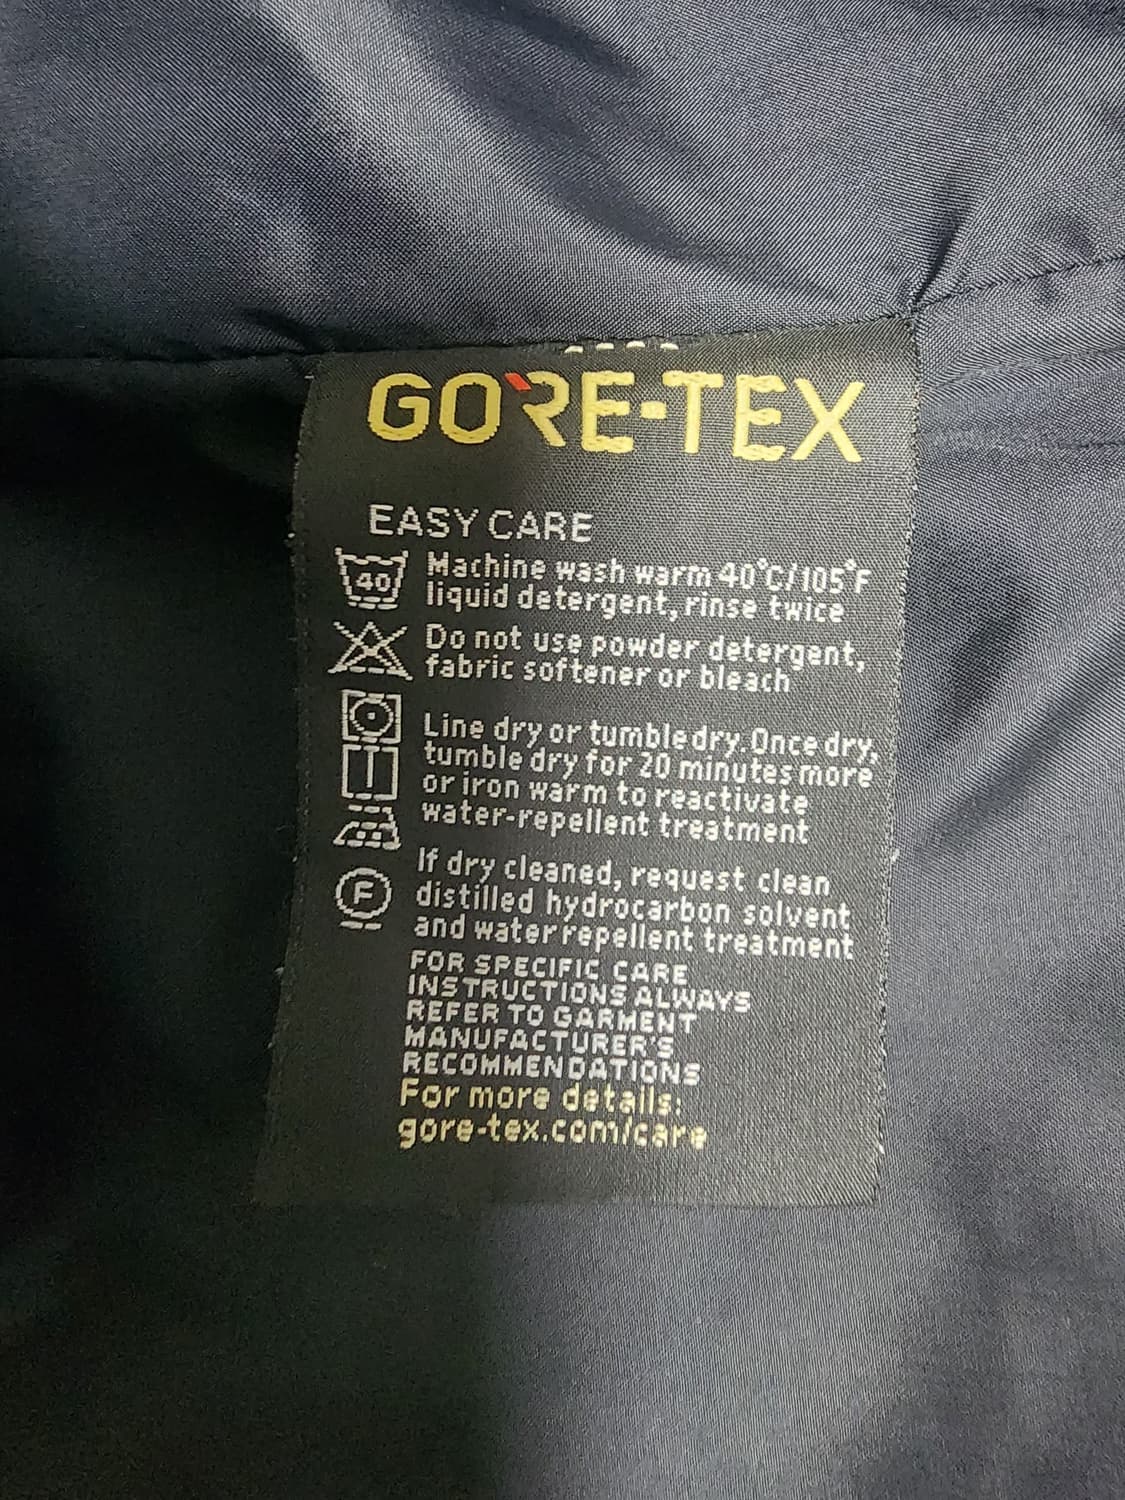 GORE-TEX
EASY CARE
40
Machine wash warm 40°C/105°F
liquid detergent, rinse twice
Do not use powder detergent,
fabric softener or bleach
Line dry or tumble dry. Once dry,
tumble dry for 20 minutes more
or iron warm to reactivate
water-repellent treatment
If dry cleaned, request clean
F
distilled hydrocarbon solvent
and water repellent treatment
FOR SPECIFIC CARE
INSTRUCTIONS ALWAYS
REFER TO GARMENT
MANUFACTURER'S
RECOMMENDATIONS
For more details:
gore-tex.com/care